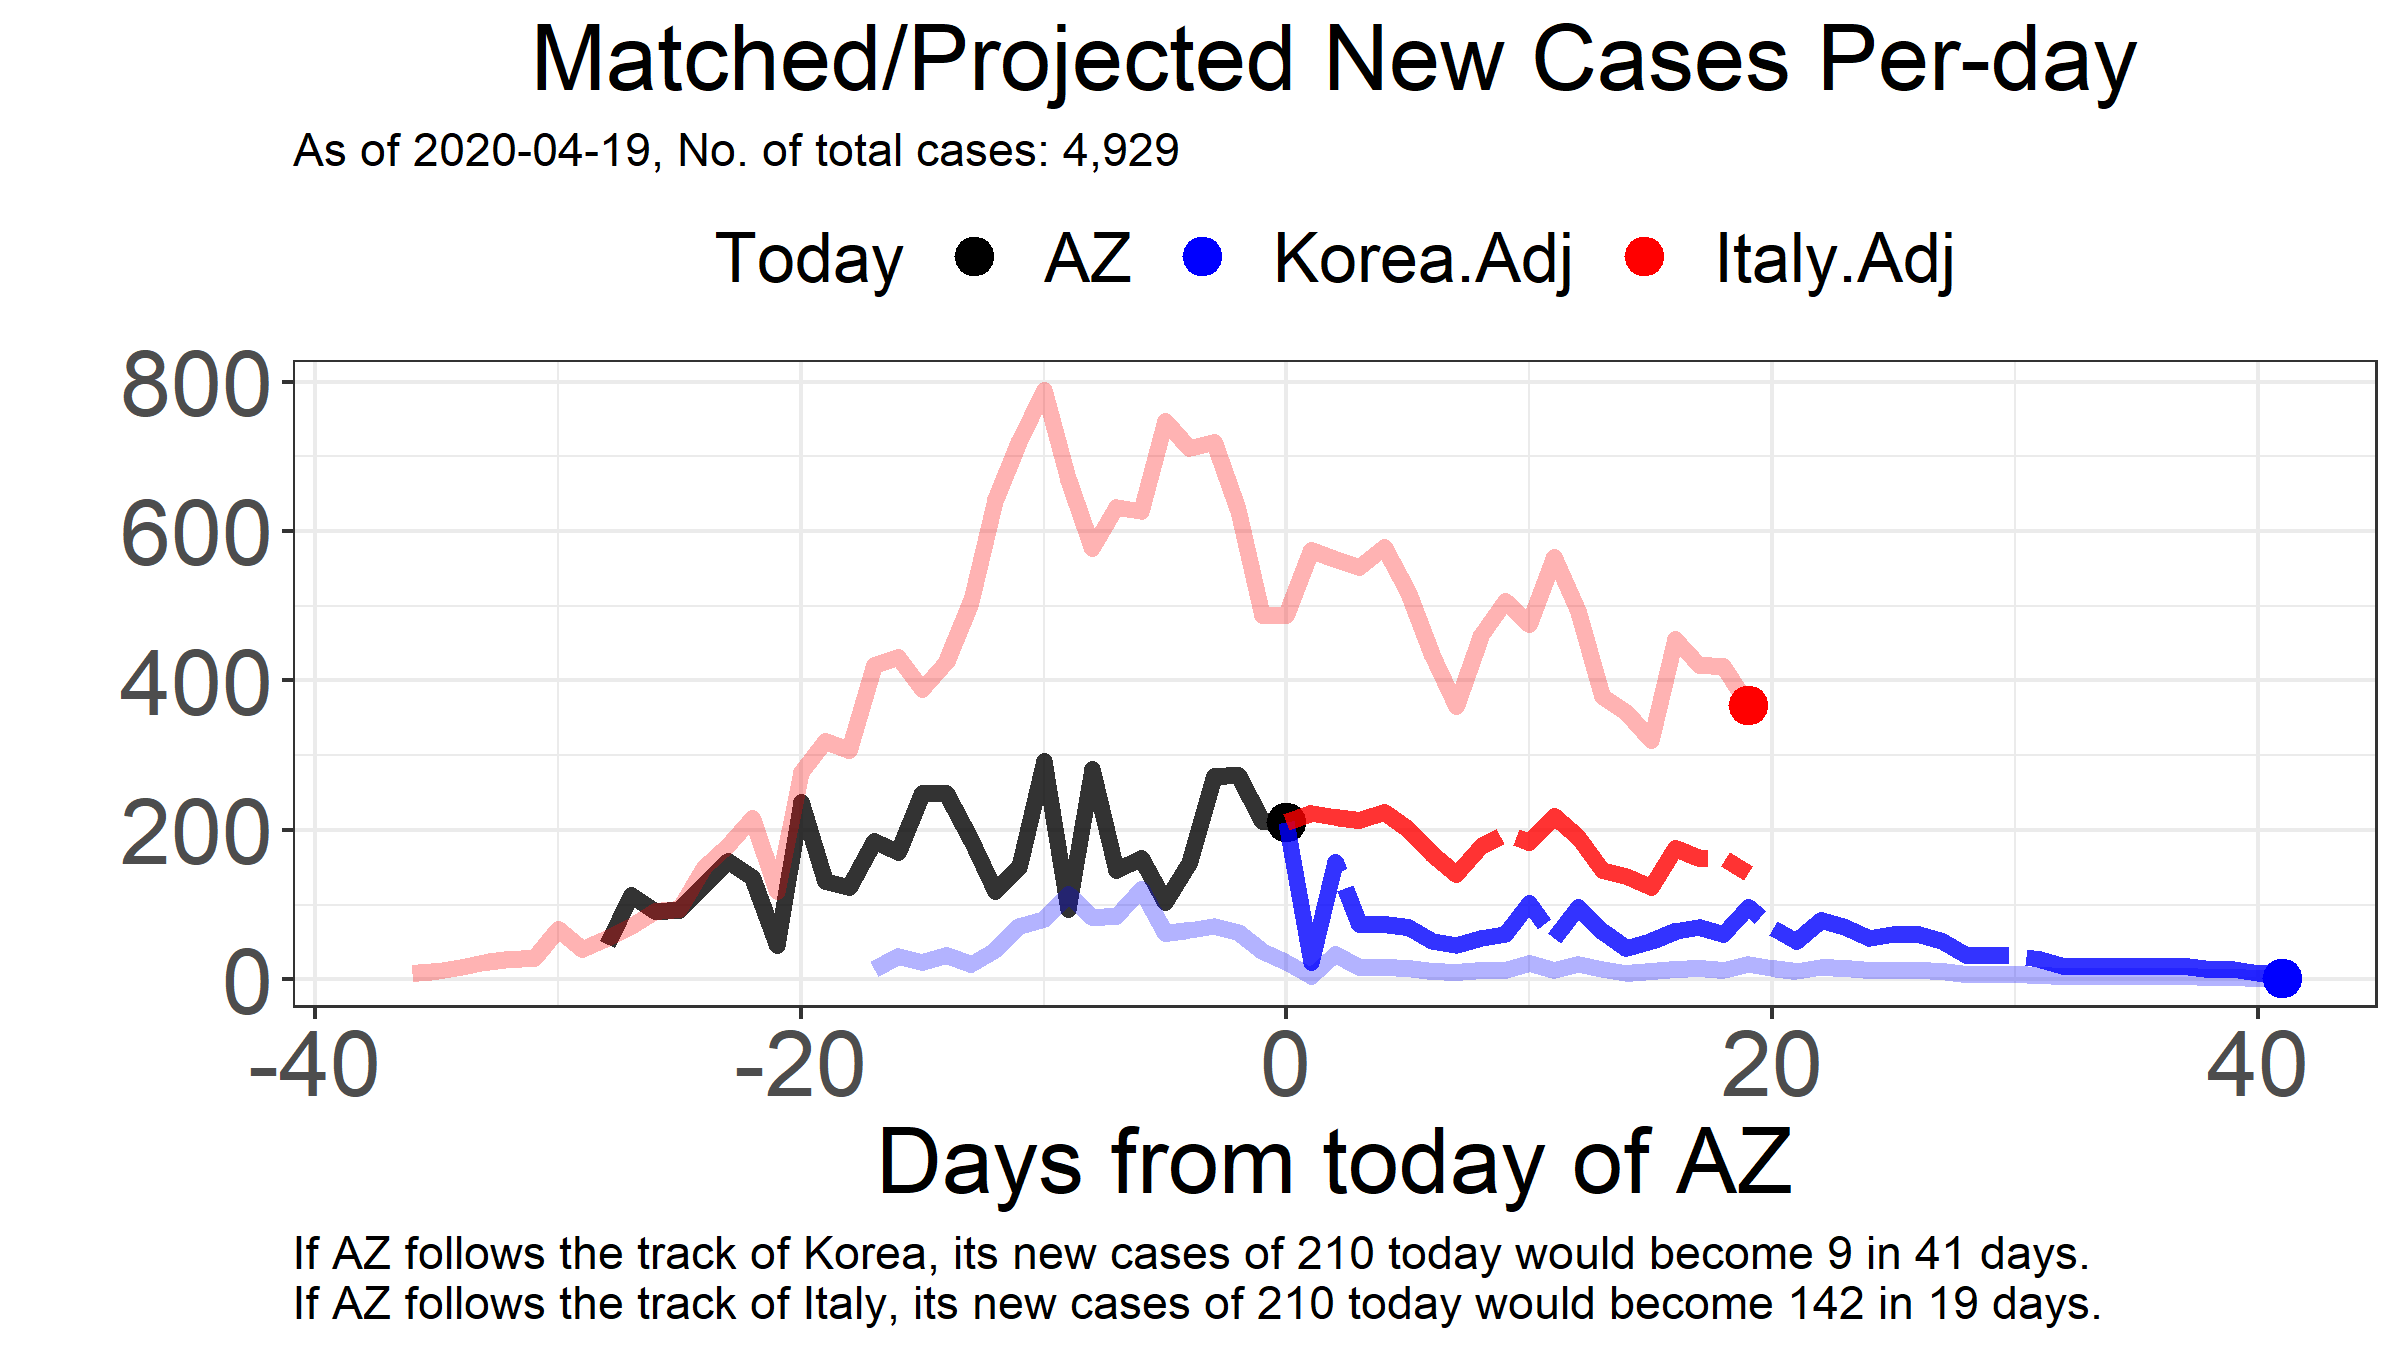 Matched/Projected New Cases Per-day
As of 2020-04-19, No. of total cases: 4,929
Today AZ Korea.Adj Italy.Adj
800
600
400
200
0
-40 -20 0 20 40
Days from today of AZ
If AZ follows the track of Korea, its new cases of 210 today would become 9 in 41 days.
If AZ follows the track of Italy, its new cases of 210 today would become 142 in 19 days.